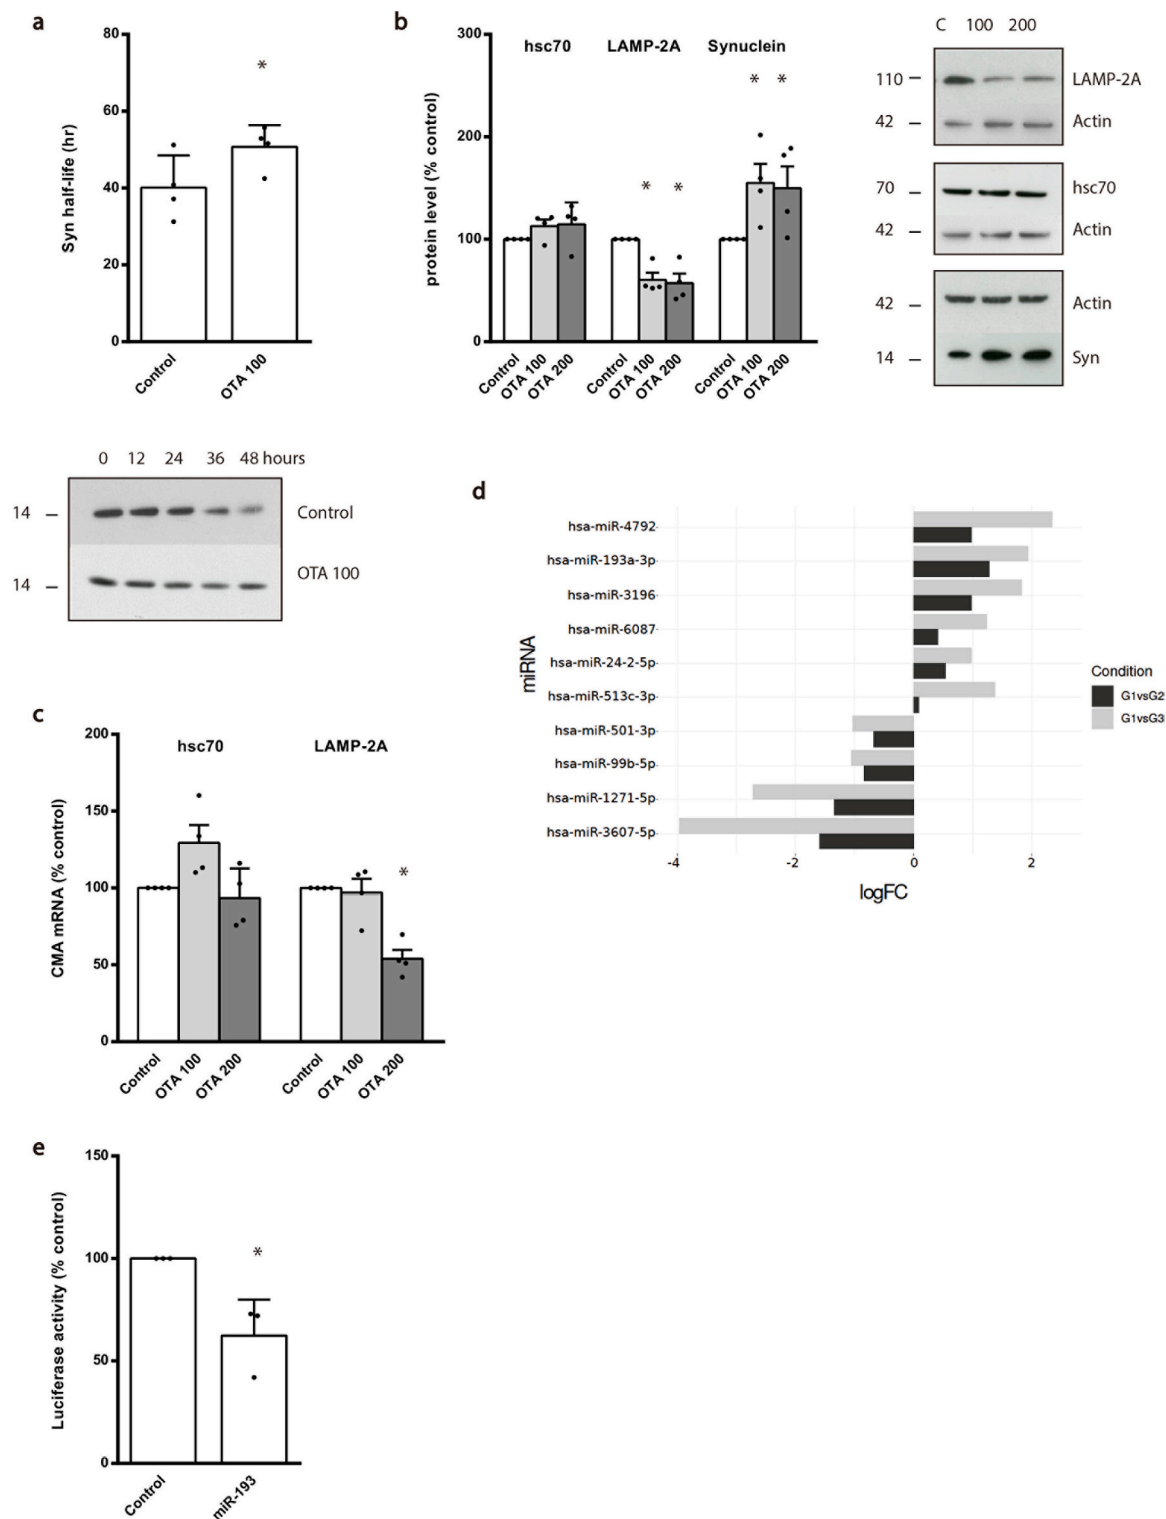 a
Syn half-life (hr)
80
60
40
20
0
*
Control
OTA 100
0 12 24 36 48 hours
14
Control
14
OTA 100
b
protein level (% control)
300
200
100
0
hsc70 LAMP-2A Synuclein
* * * *
Control OTA 100 OTA 200 Control OTA 100 OTA 200 Control OTA 100 OTA 200
C 100 200
110 LAMP-2A
42 Actin
70 hsc70
42 Actin
42 Actin
14 Syn
c
CMA mRNA (% control)
200
150
100
50
0
hsc70 LAMP-2A
*
Control OTA 100 OTA 200 Control OTA 100 OTA 200
d
miRNA
hsa-miR-4792
hsa-miR-193a-3p
hsa-miR-3196
hsa-miR-6087
hsa-miR-24-2-5p
hsa-miR-513c-3p
hsa-miR-501-3p
hsa-miR-99b-5p
hsa-miR-1271-5p
hsa-miR-3607-5p
-4 -2 0 2
logFC
Condition
G1vsG2
G1vsG3
e
Luciferase activity (% control)
150
100
50
0
*
Control
miR-193